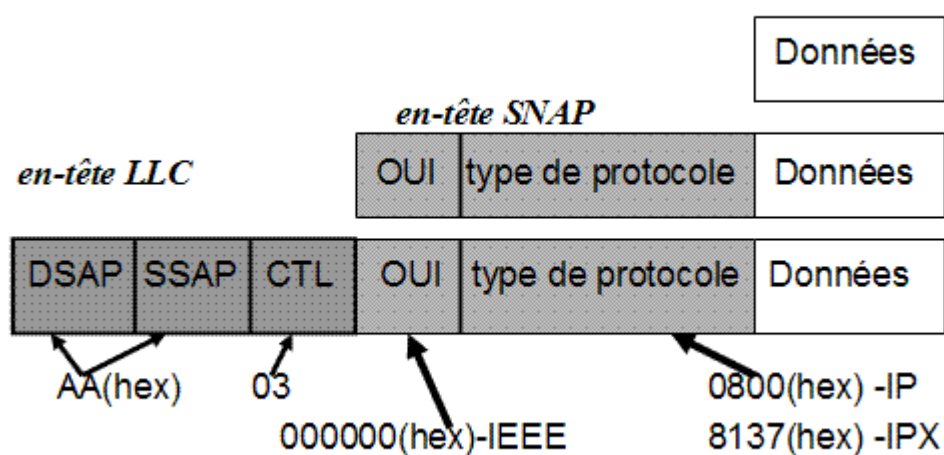 Données
en-tête SNAP
en-tête LLC
OUI type de protocole Données
DSAP SSAP CTL OUI type de protocole Données
AA(hex) 03 0800(hex) -IP
000000(hex)-IEEE 8137(hex) -IPX